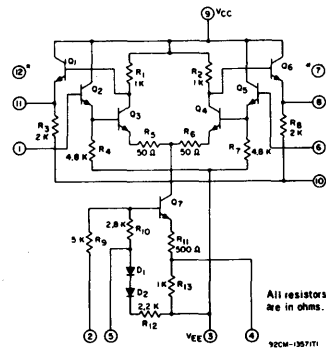 9 VCC
12* Q1 Q6 *7
R1 1K R2 1K
Q2 Q5
11 Q3 Q4 8
R3 2K R5 50 Ω R6 50 Ω R8 2K
1 R4 4.8K R7 4.8K 6
10
Q7
2.8K R10
5K R9 R11 500 Ω
D1
1K R13
D2
2.2K R12
2 5 VEE 3 4
All resistors
are in ohms.
92CM-13571T1